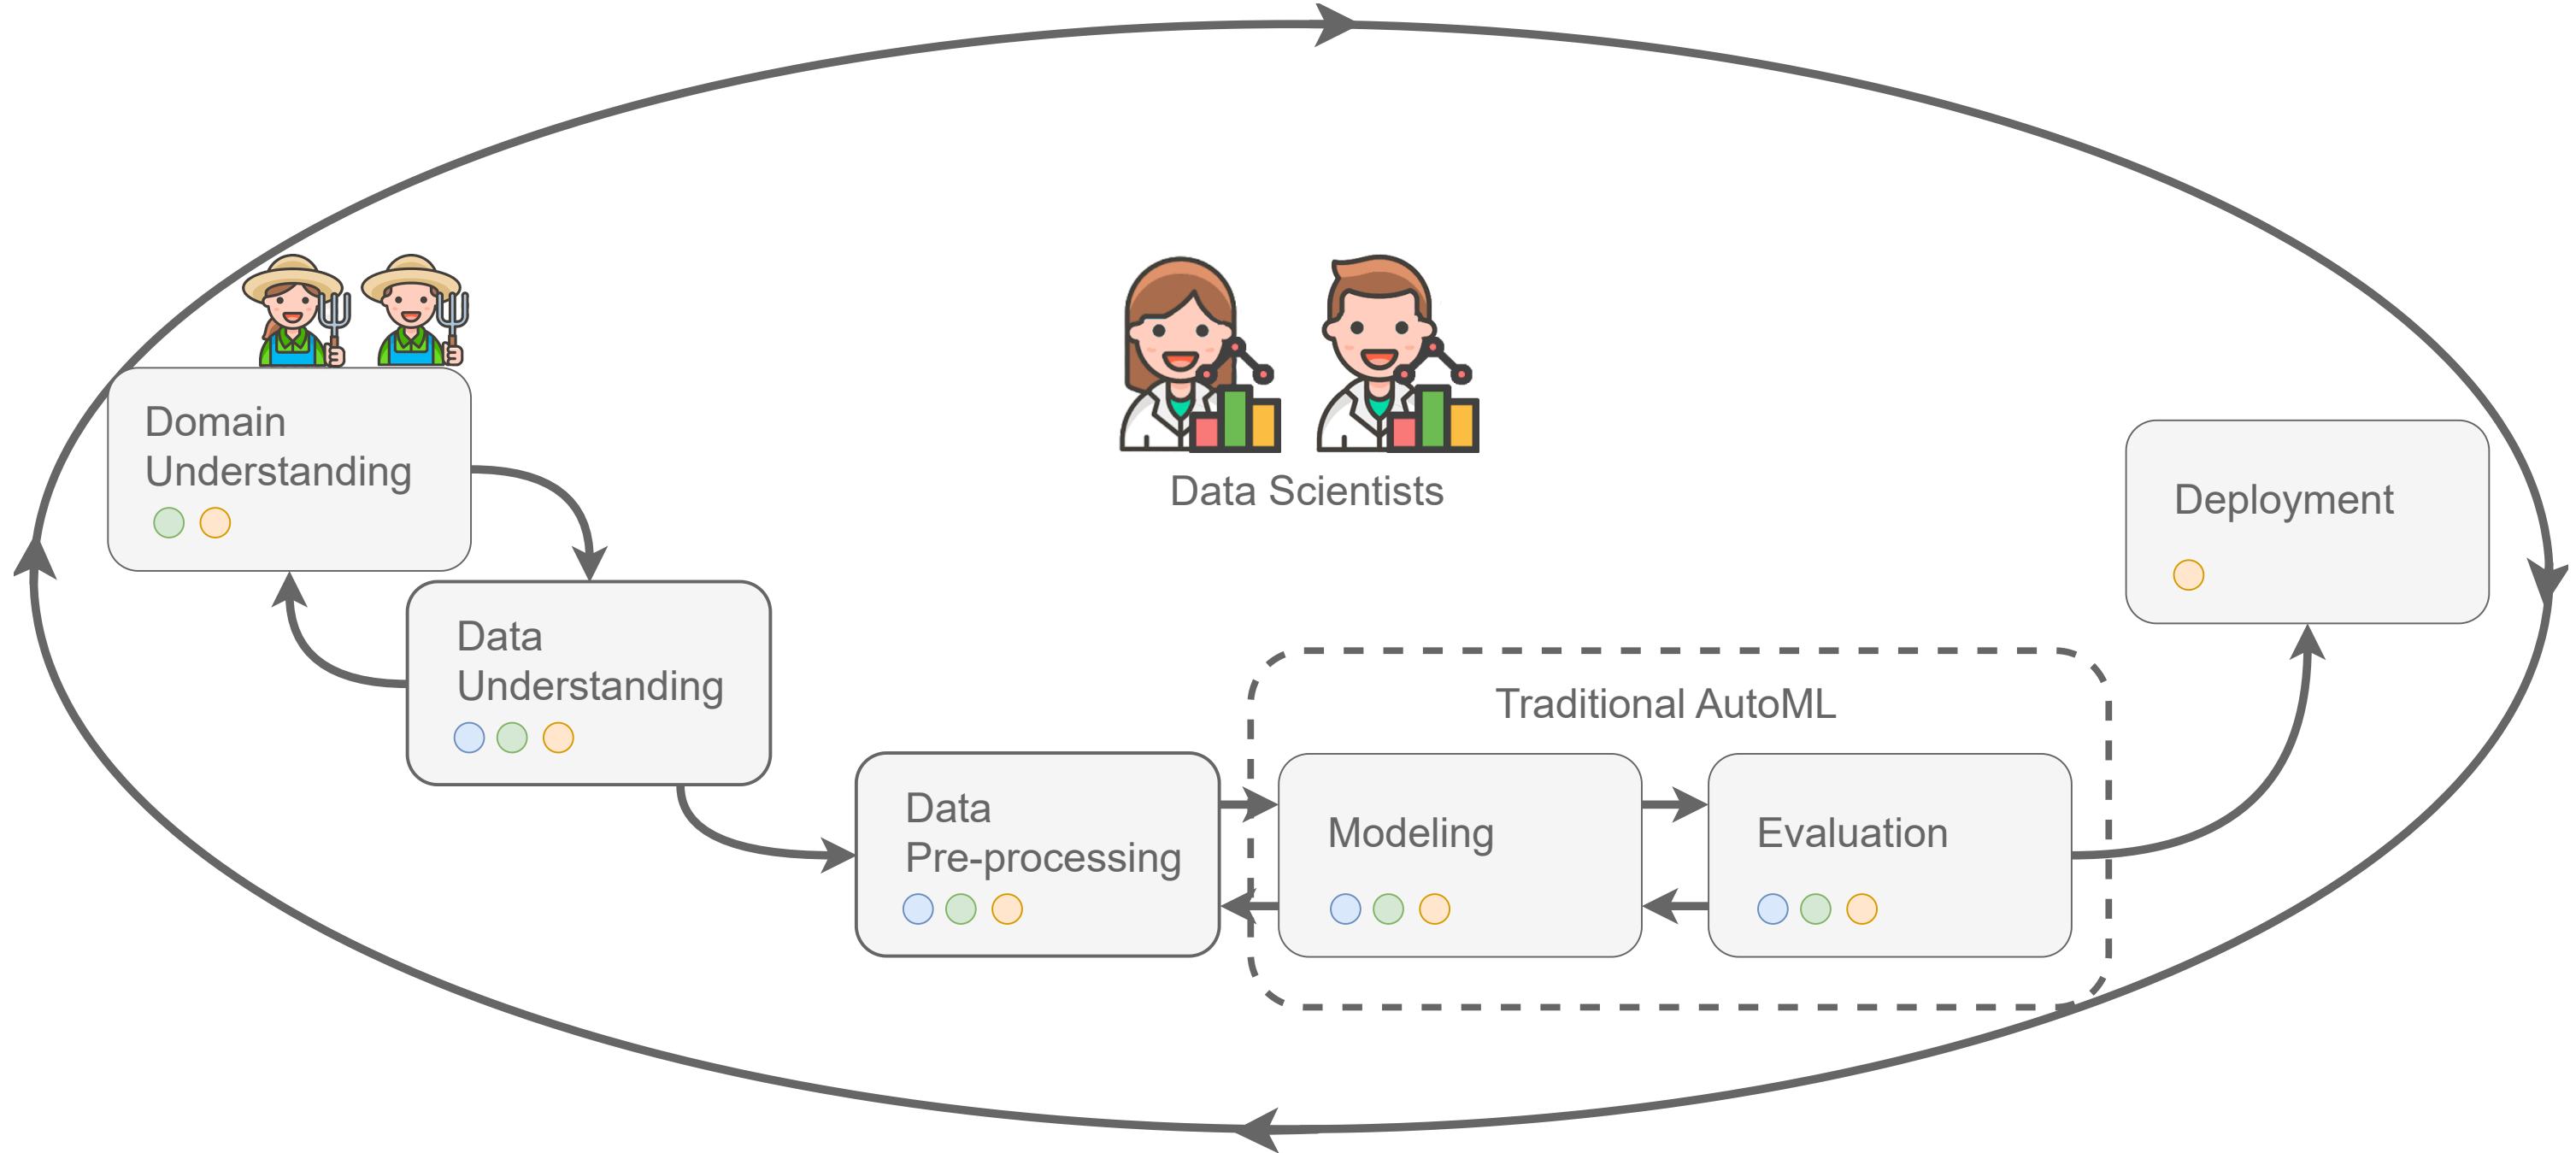 Domain
Understanding
Data Scientists
Deployment
Data
Understanding
Traditional AutoML
Data
Pre-processing
Modeling
Evaluation